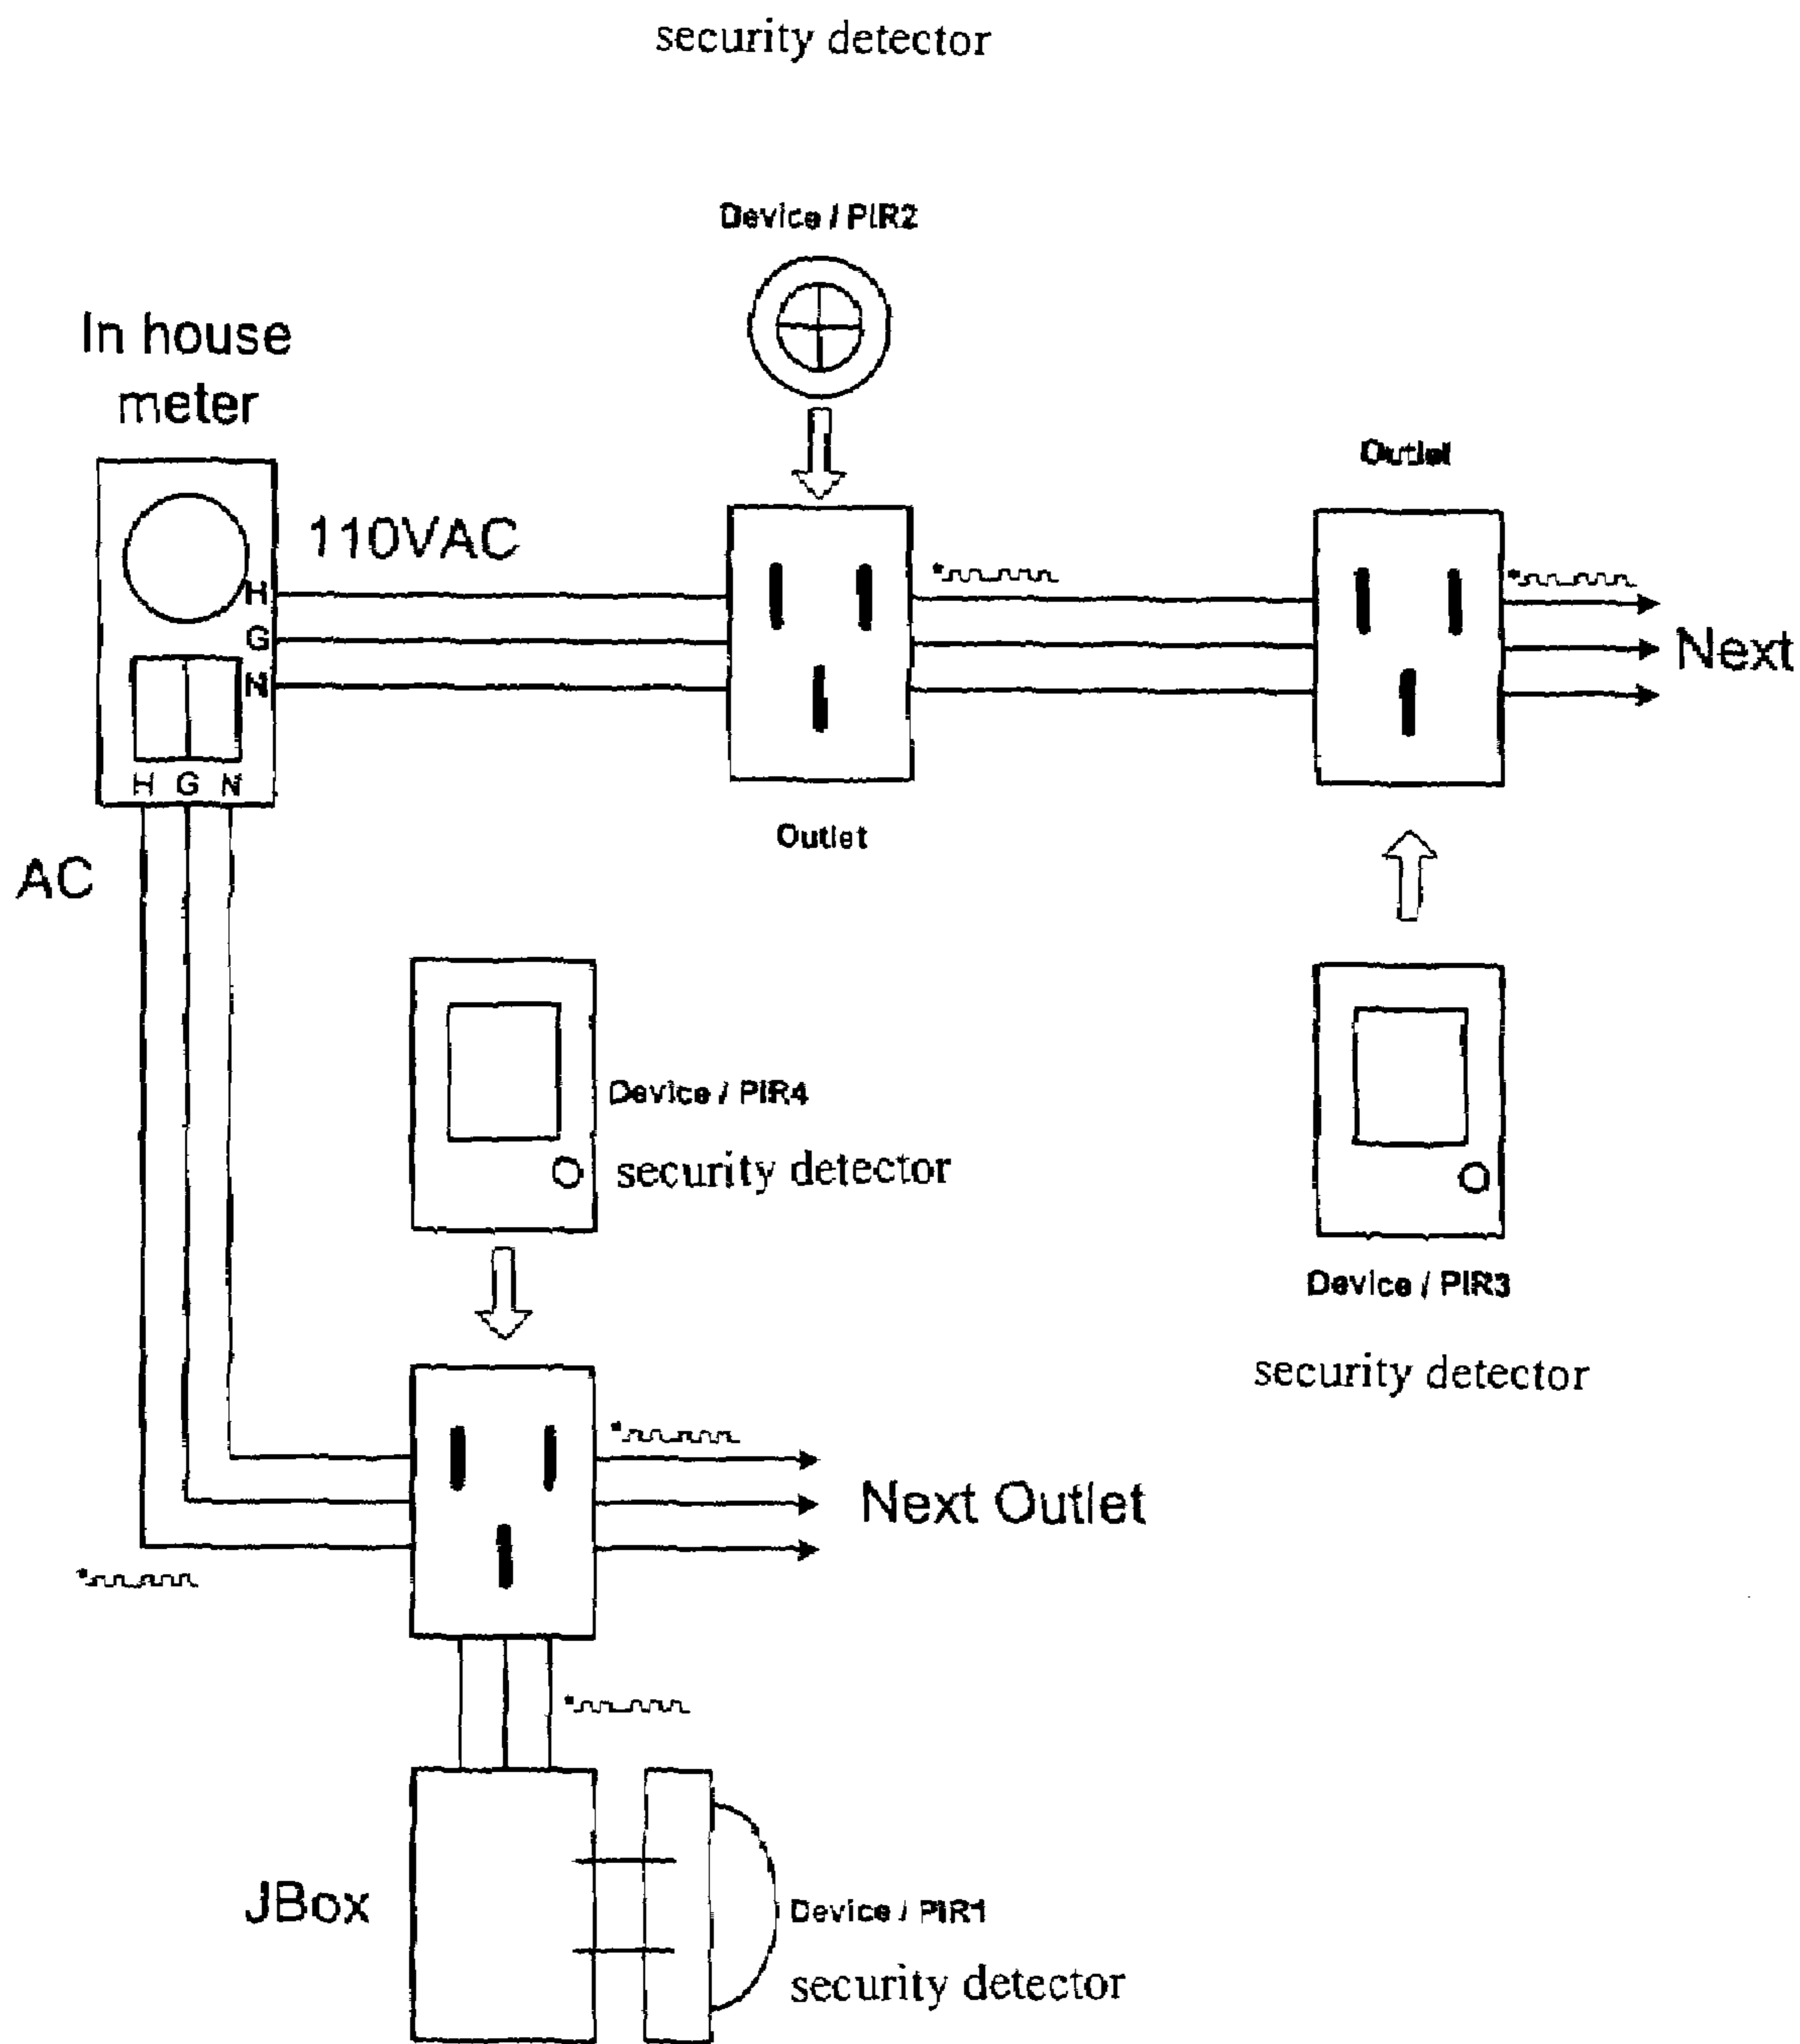 security detector
Device / PIR2
In house
meter
Outlet
110VAC
H
G
N
Next
H G N
Outlet
AC
Device / PIR4
security detector
Device / PIR3
security detector
Next Outlet
JBox
Device / PIR1
security detector